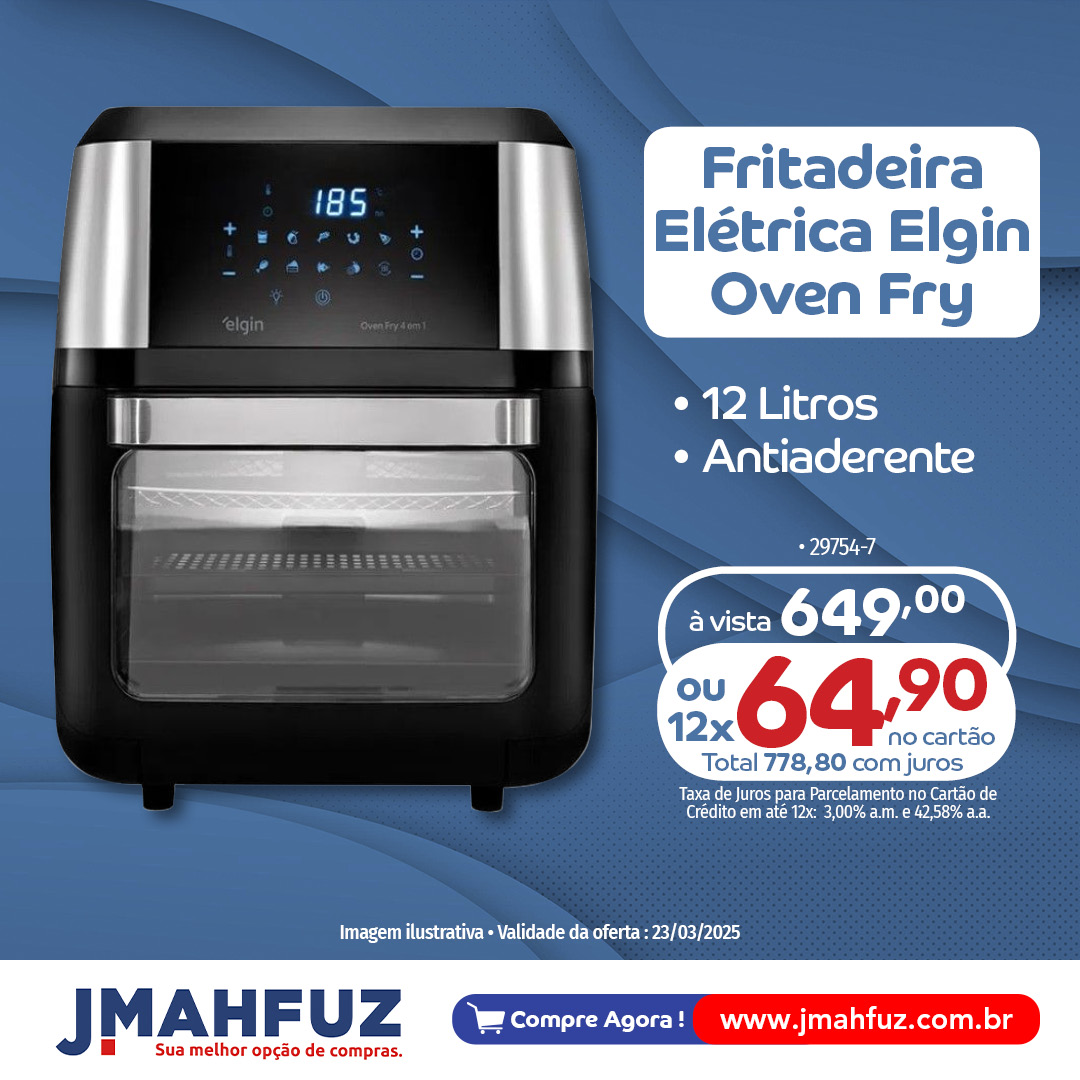 185
°C
elgin
Oven Fry 4 em 1
Fritadeira
Elétrica Elgin
Oven Fry
• 12 Litros
• Antiaderente
• 29754-7
à vista 649,00
ou
12x 64,90
no cartão
Total 778,80 com juros
Taxa de Juros para Parcelamento no Cartão de
Crédito em até 12x: 3,00% a.m. e 42,58% a.a.
Imagem ilustrativa • Validade da oferta : 23/03/2025
JMAHFUZ
Sua melhor opção de compras.
Compre Agora !
www.jmahfuz.com.br